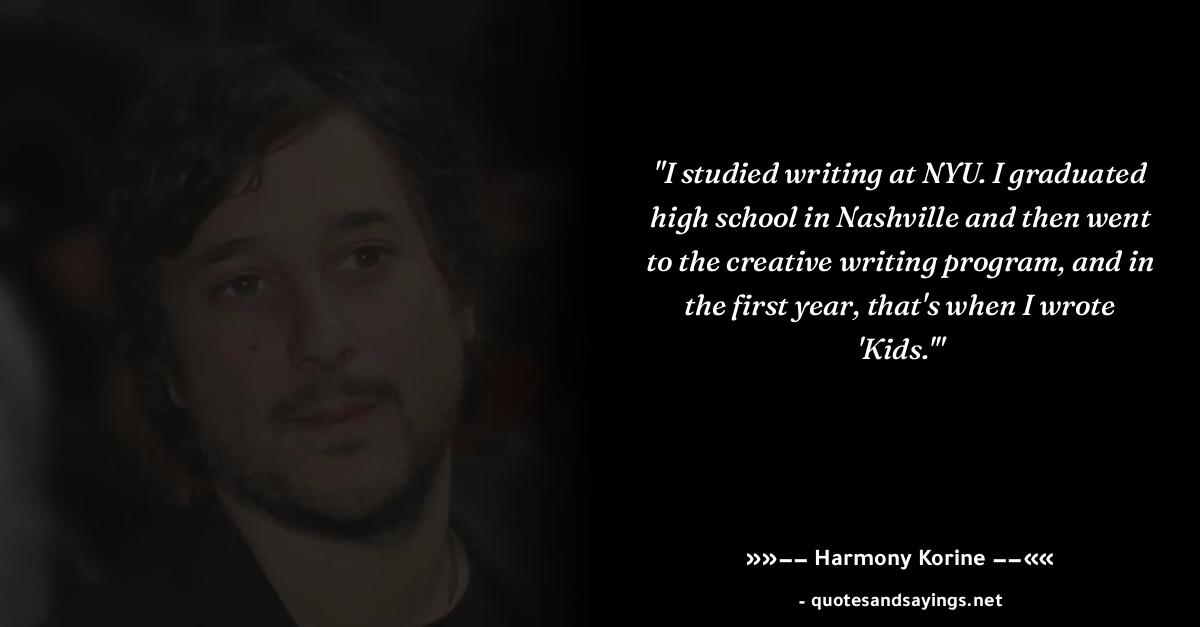 "I studied writing at NYU. I graduated
high school in Nashville and then went
to the creative writing program, and in
the first year, that's when I wrote
'Kids.'"
»»−− Harmony Korine −−««
- quotesandsayings.net